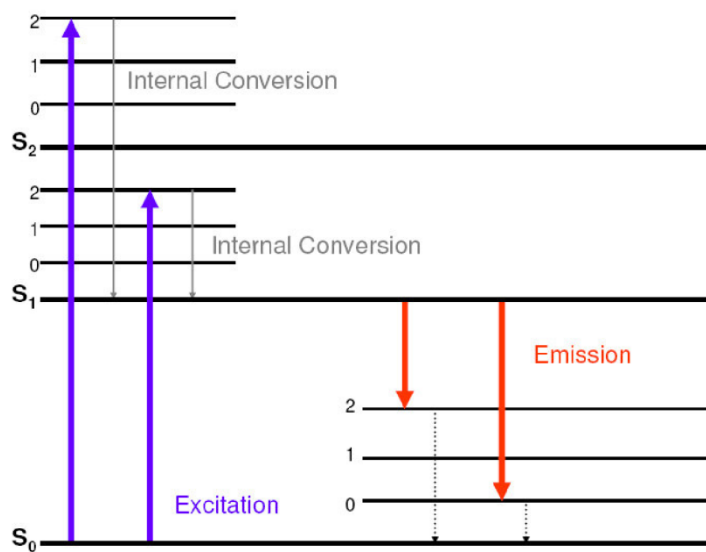 2
1
Internal Conversion
0
S2
2
1
Internal Conversion
0
S1
Emission
2
1
Excitation
0
S0